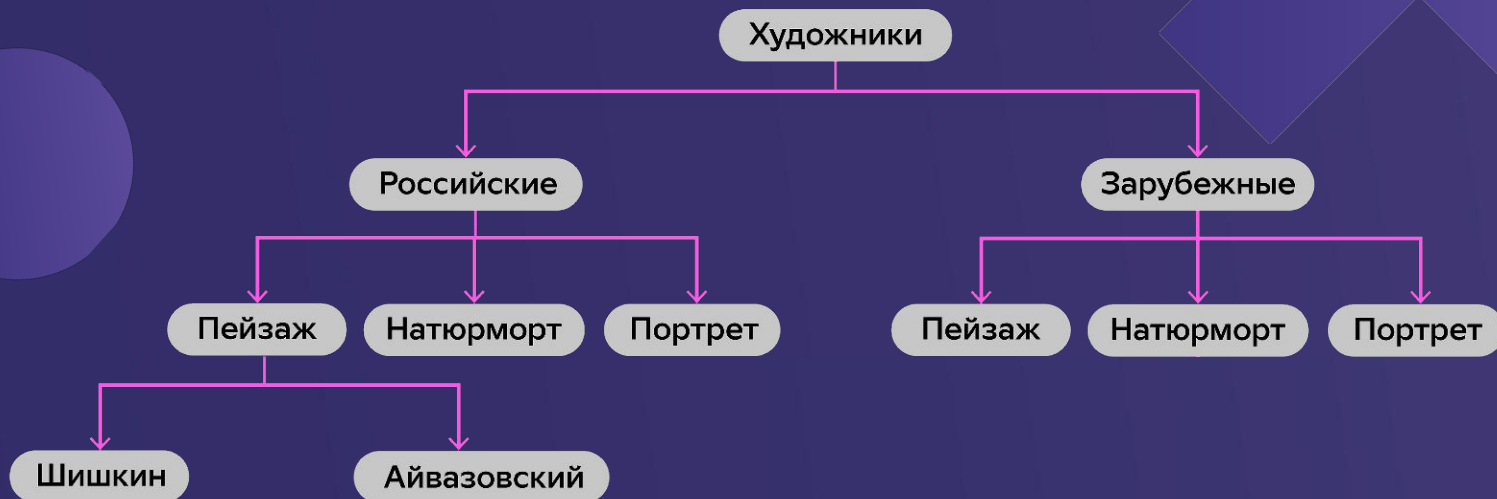 Художники
Российские
Зарубежные
Пейзаж
Натюрморт
Портрет
Пейзаж
Натюрморт
Портрет
Шишкин
Айвазовский